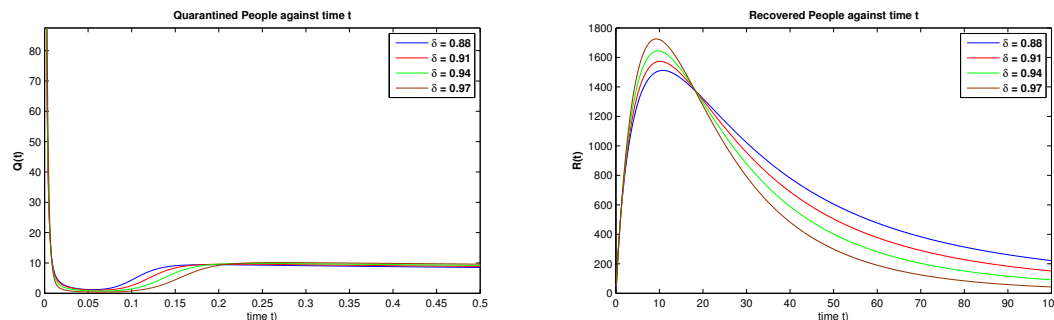 Quarantined People against time t
Q(t)
80
70
60
50
40
30
20
10
0
0 0.05 0.1 0.15 0.2 0.25 0.3 0.35 0.4 0.45 0.5
time t)
δ = 0.88
δ = 0.91
δ = 0.94
δ = 0.97
Recovered People against time t
R(t)
1800
1600
1400
1200
1000
800
600
400
200
0
0 10 20 30 40 50 60 70 80 90 100
time t)
δ = 0.88
δ = 0.91
δ = 0.94
δ = 0.97